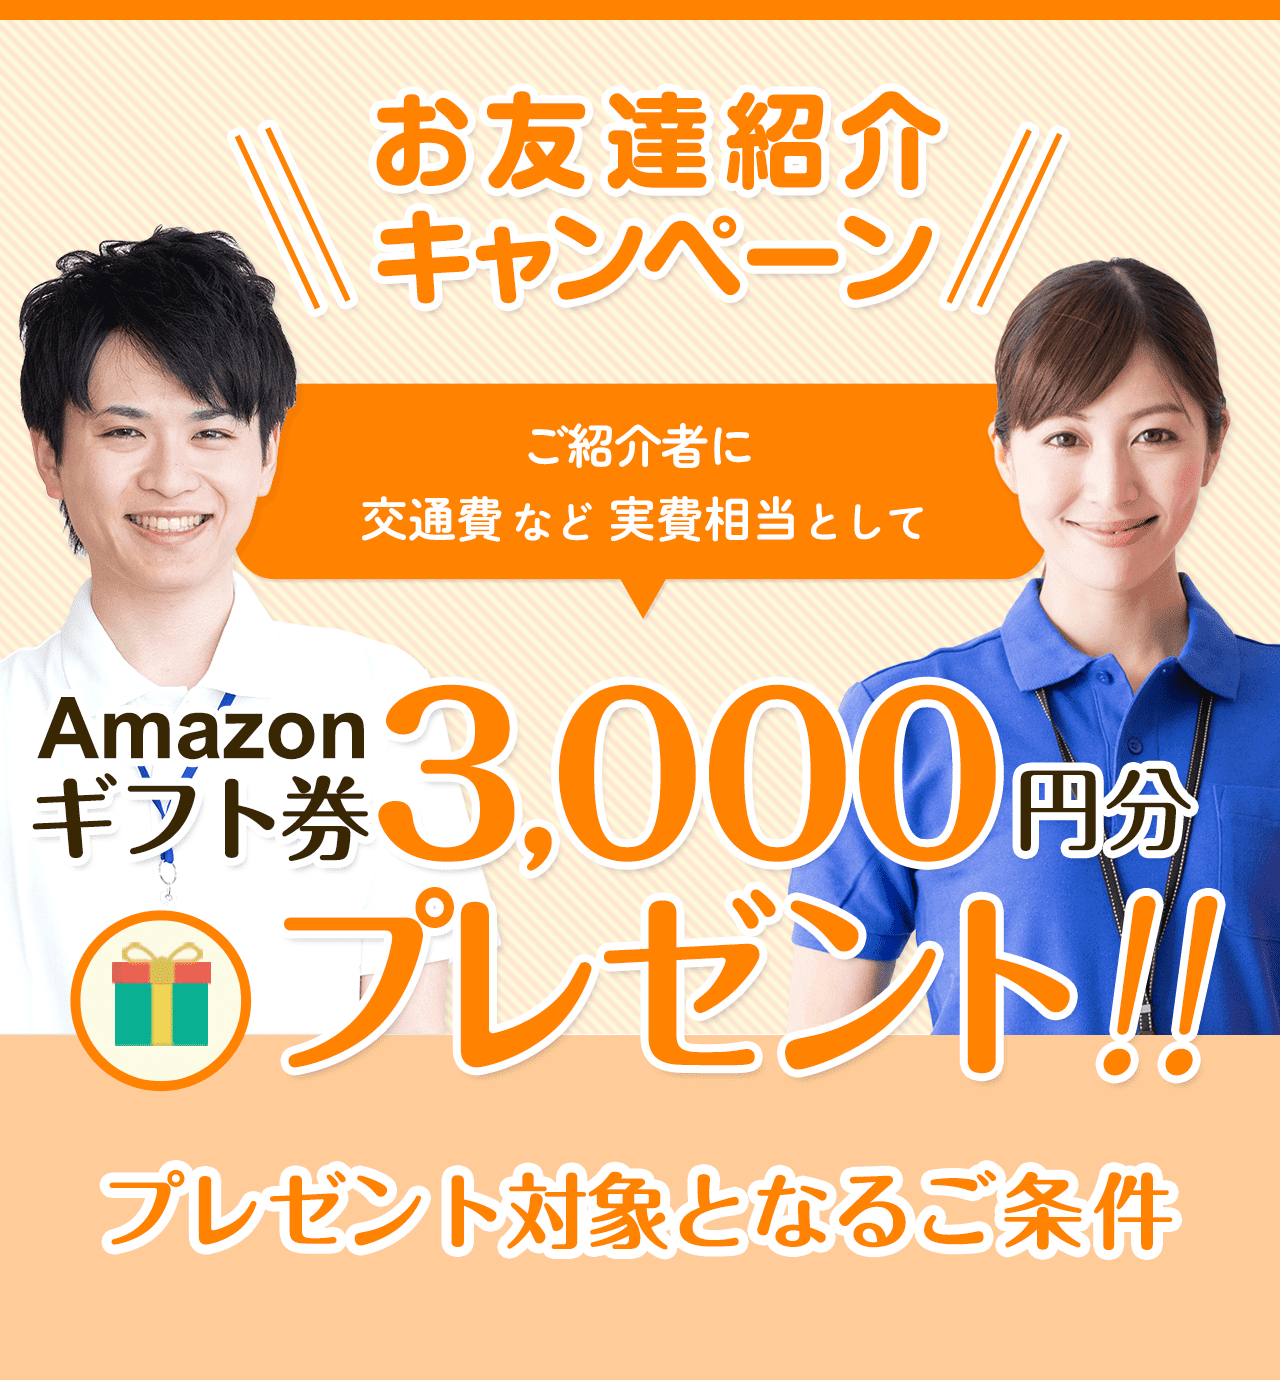 お友達紹介
キャンペーン
ご紹介者に
交通費など実費相当として
Amazon
ギフト券
3,000円分
プレゼント!!
プレゼント対象となるご条件